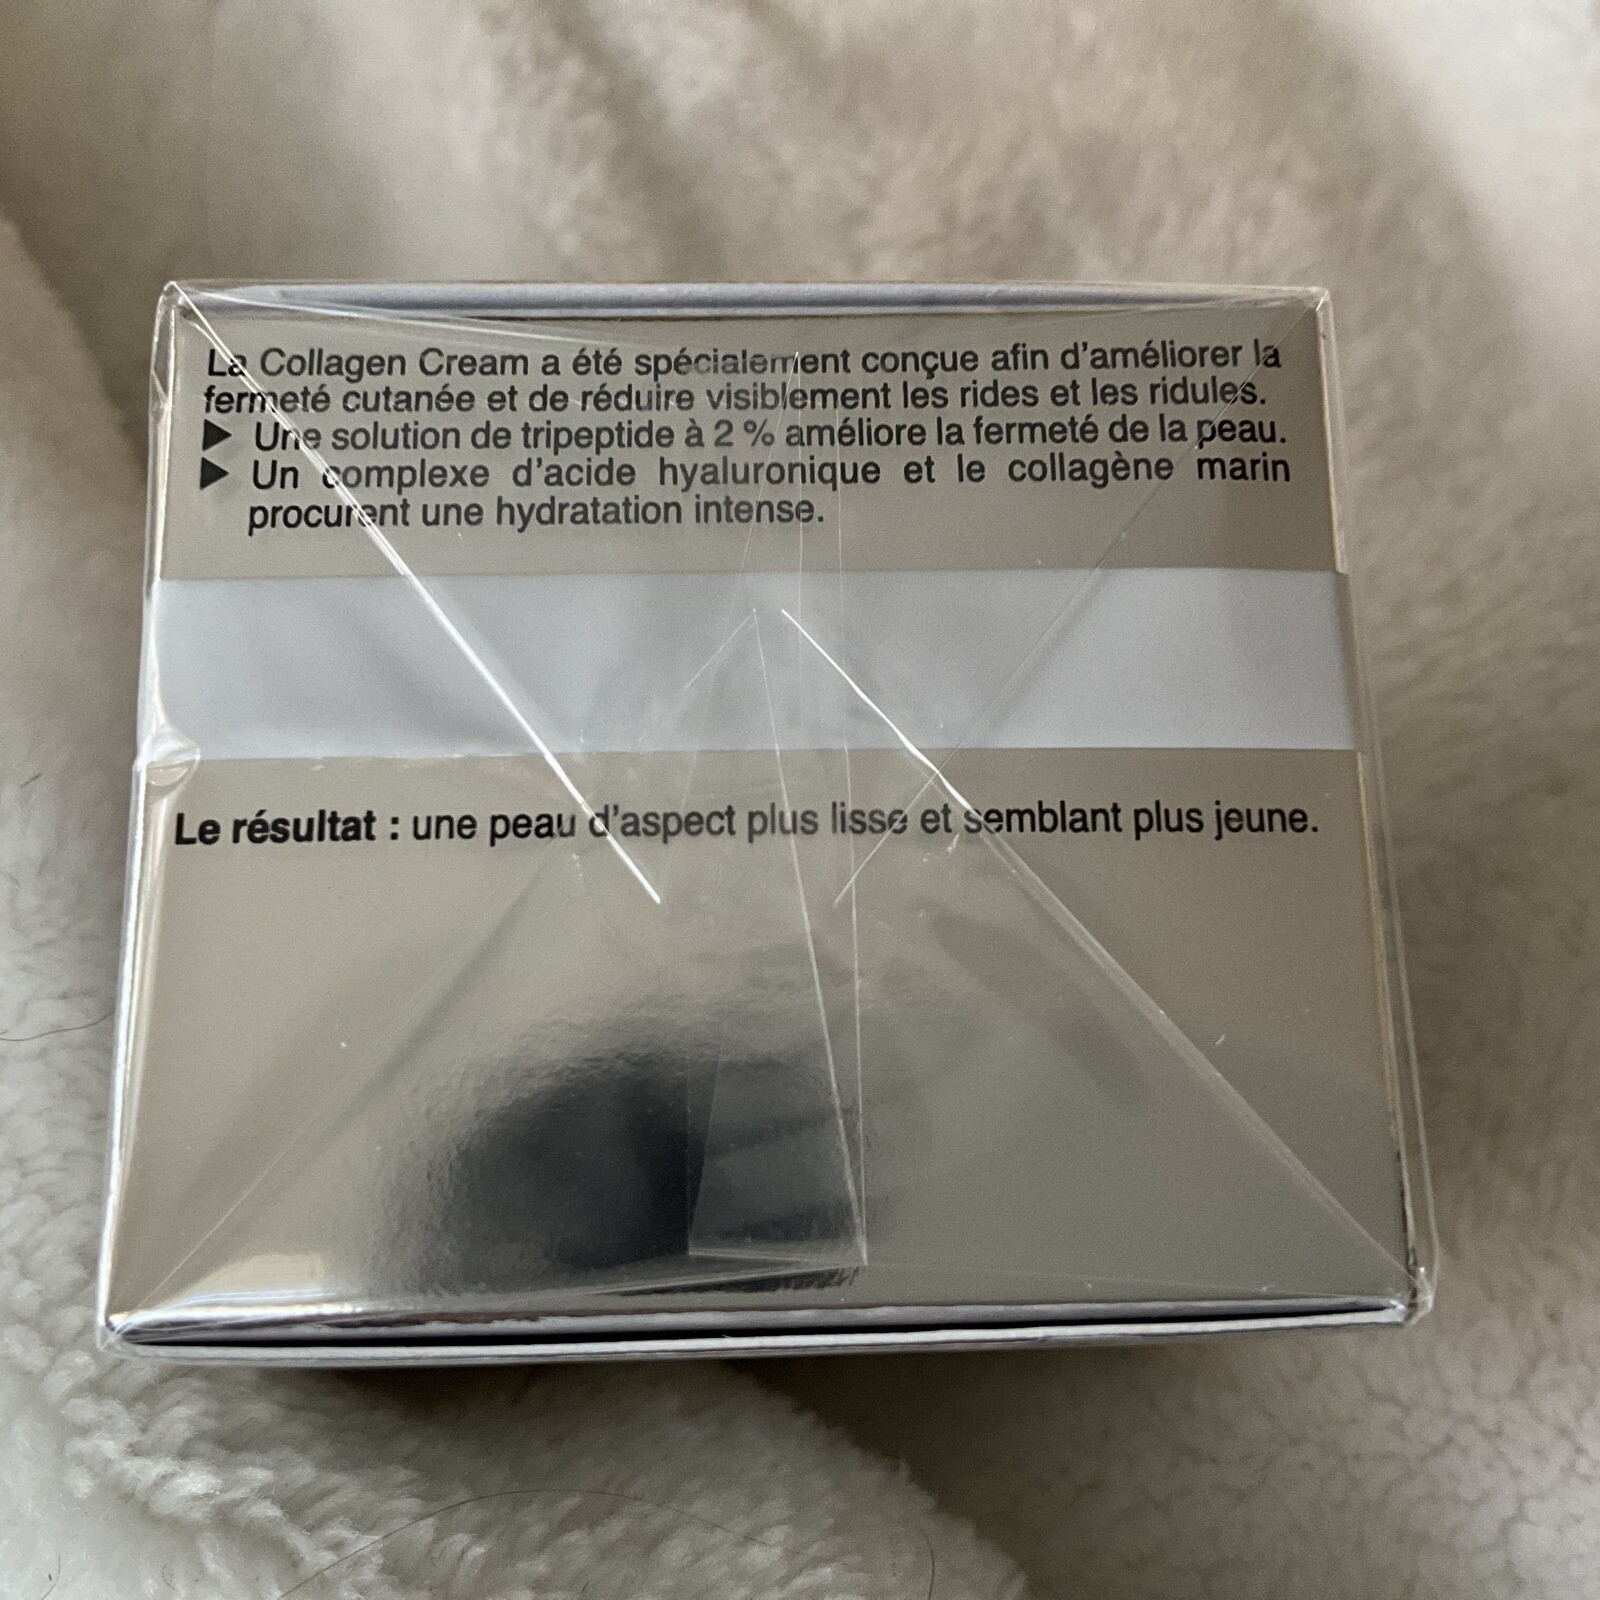 La Collagen Cream a été spécialement conçue afin d'améliorer la
fermeté cutanée et de réduire visiblement les rides et les ridules.
▶ Une solution de tripeptide à 2 % améliore la fermeté de la peau.
▶ Un complexe d'acide hyaluronique et le collagène marin
procurent une hydratation intense.
Le résultat : une peau d'aspect plus lisse et semblant plus jeune.